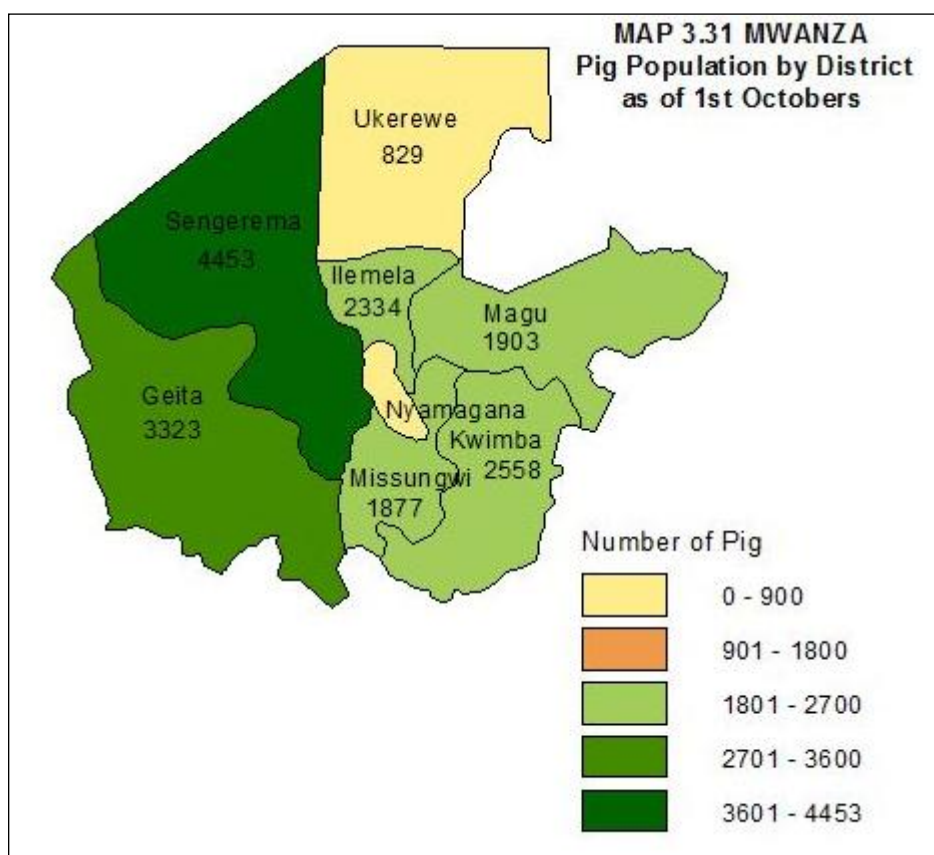 MAP 3.31 MWANZA
Pig Population by District
as of 1st Octobers
Ukerewe
829
Sengerema
4453
Ilemela
2334
Magu
1903
Geita
3323
Nyamagana
Kwimba
2558
Missungwi
1877
Number of Pig
0 - 900
901 - 1800
1801 - 2700
2701 - 3600
3601 - 4453